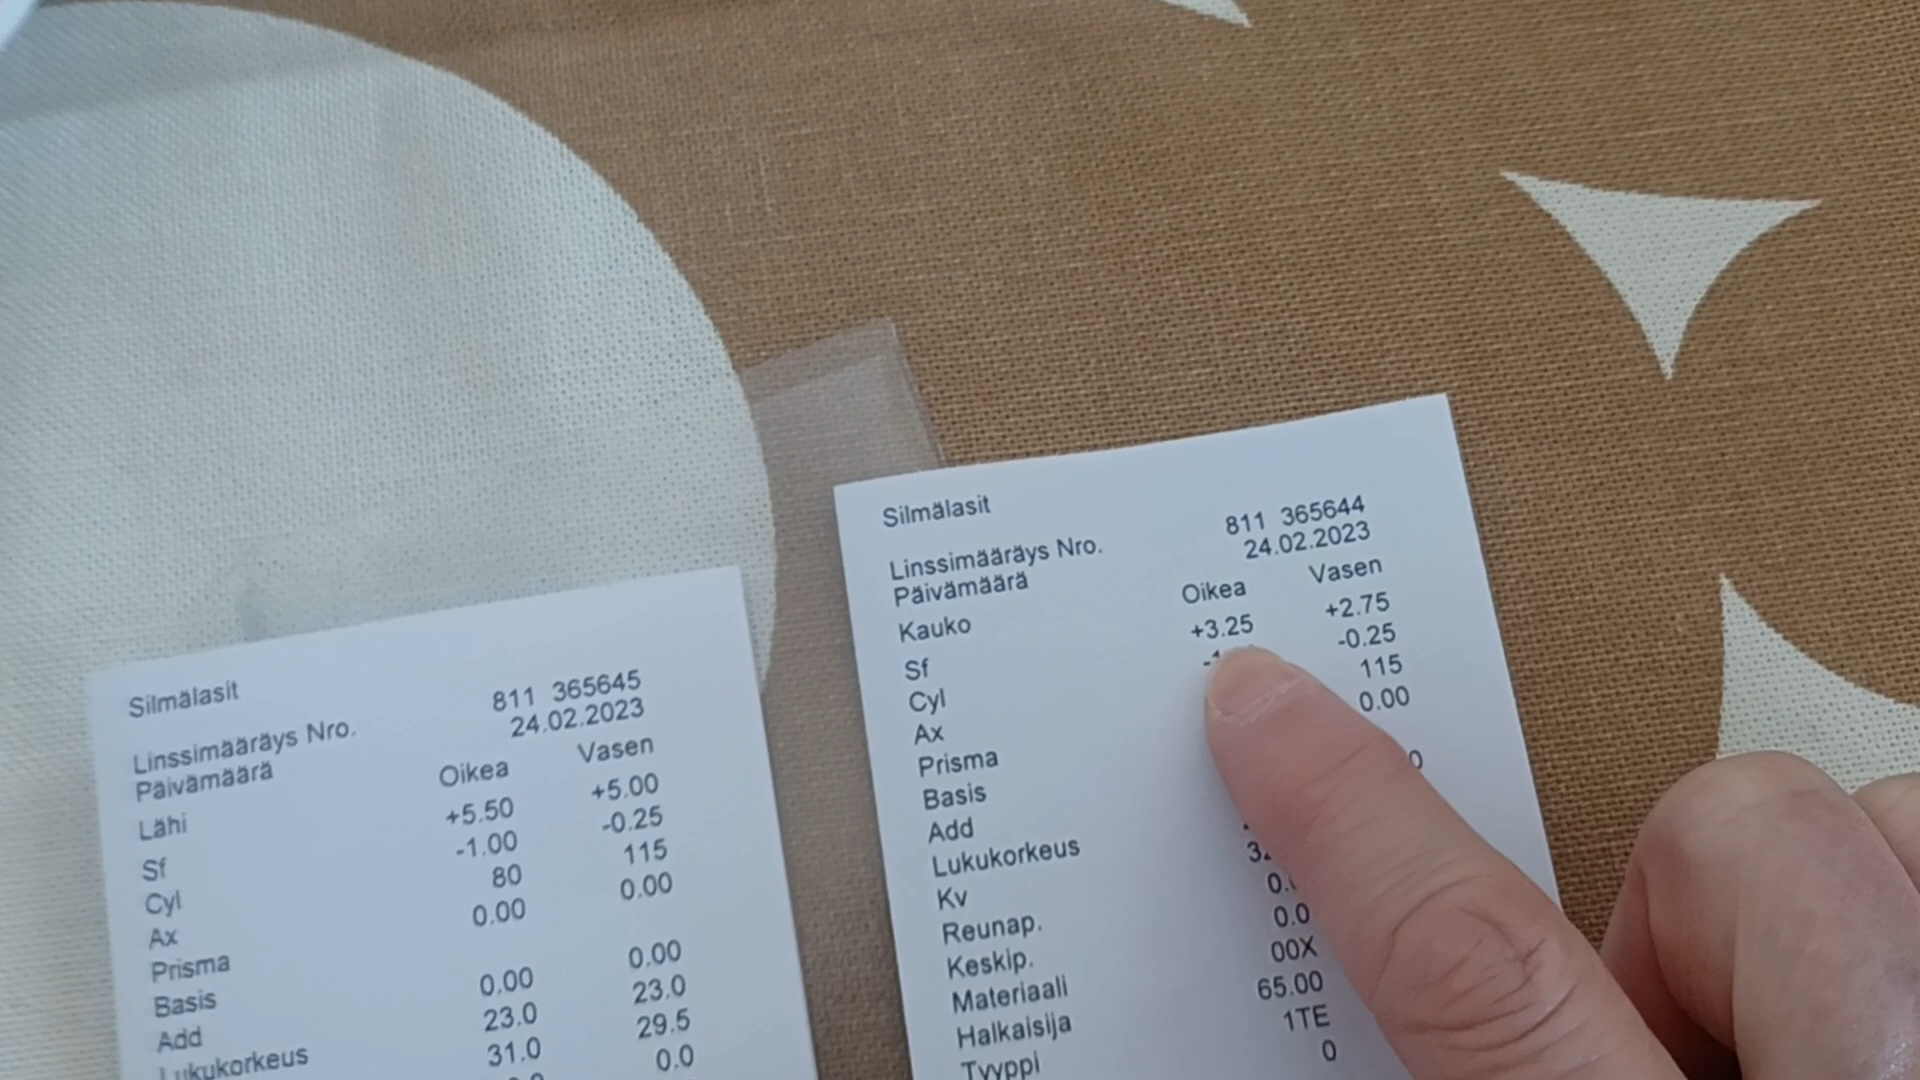 Silmälasit
Linssimääräys Nro. 811 365645
Päivämäärä 24.02.2023
Oikea Vasen
Lähi
Sf +5.50 +5.00
Cyl -1.00 -0.25
Ax 80 115
Prisma 0.00 0.00
Basis
Add 0.00 0.00
Lukukorkeus 23.0 23.0
31.0 29.5
0.0
Silmälasit
Linssimääräys Nro. 811 365644
Päivämäärä 24.02.2023
Oikea Vasen
Kauko
Sf +3.25 +2.75
Cyl -0.25
Ax 115
Prisma 0.00
Basis
Add
Lukukorkeus
Kv
Reunap.
Keskip. 0.0
Materiaali 00X
Halkaisija 65.00
Tyyppi 1TE
0